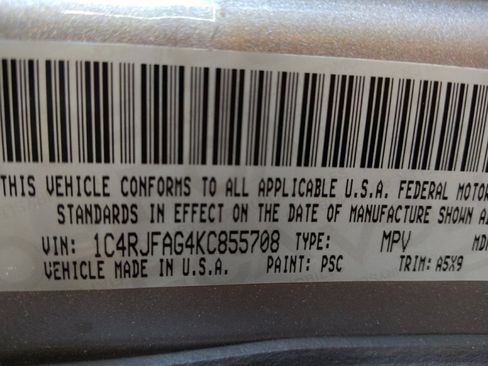 THIS VEHICLE CONFORMS TO ALL APPLICABLE U.S.A. FEDERAL MOTOR
STANDARDS IN EFFECT ON THE DATE OF MANUFACTURE SHOWN A
VIN: 1C4RJFAG4KC855708 TYPE: MPV MD
VEHICLE MADE IN U.S.A. PAINT: PSC TRIM: A5X9